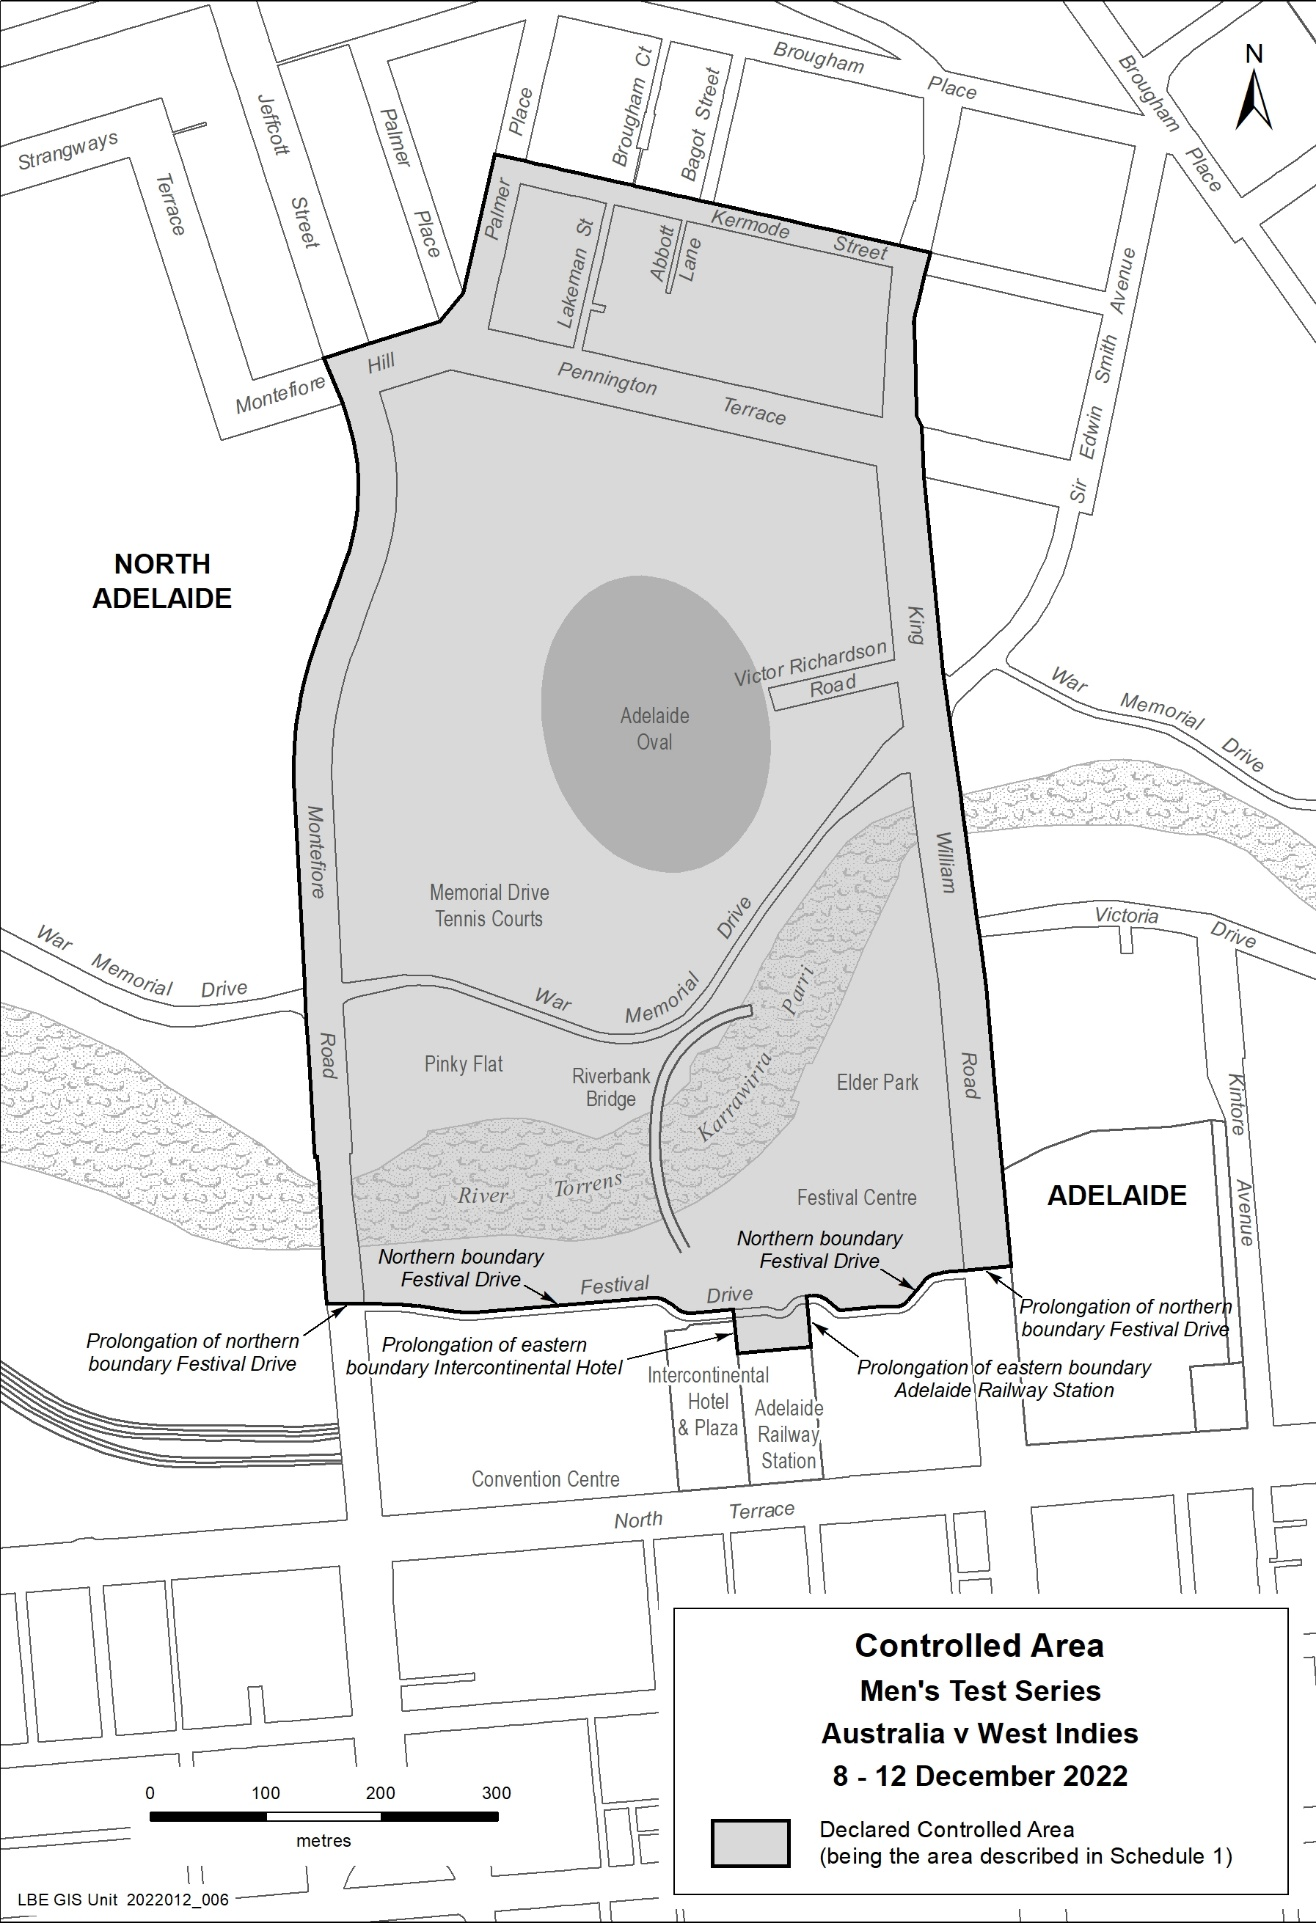 Brougham
Place
Brougham
Place
N
Place
Brougham Ct
Bagot Street
Jeffcott
Street
Palmer
Place
Strangways
Terrace
Palmer
Lakeman St
Abbott
Lane
Kermode
Street
Sir Edwin Smith Avenue
Montefiore
Hill
Pennington
Terrace
NORTH
ADELAIDE
King
Victor Richardson
Road
Adelaide
Oval
War Memorial Drive
Montefiore
William
Memorial Drive
Tennis Courts
Drive
Victoria
Drive
War Memorial Drive
War
Memorial
Karrawirra Parri
Road
Pinky Flat
Riverbank
Bridge
Elder Park
Road
Kintore
Avenue
River Torrens
Festival Centre
ADELAIDE
Northern boundary
Festival Drive
Northern boundary
Festival Drive
Festival
Drive
Prolongation of northern
boundary Festival Drive
Prolongation of eastern
boundary Intercontinental Hotel
Prolongation of northern
boundary Festival Drive
Prolongation of eastern boundary
Adelaide Railway Station
Intercontinental
Hotel
& Plaza
Adelaide
Railway
Station
Convention Centre
North
Terrace
Controlled Area
Men's Test Series
Australia v West Indies
8 - 12 December 2022
Declared Controlled Area
(being the area described in Schedule 1)
0 100 200 300
metres
LBE GIS Unit 2022012_006